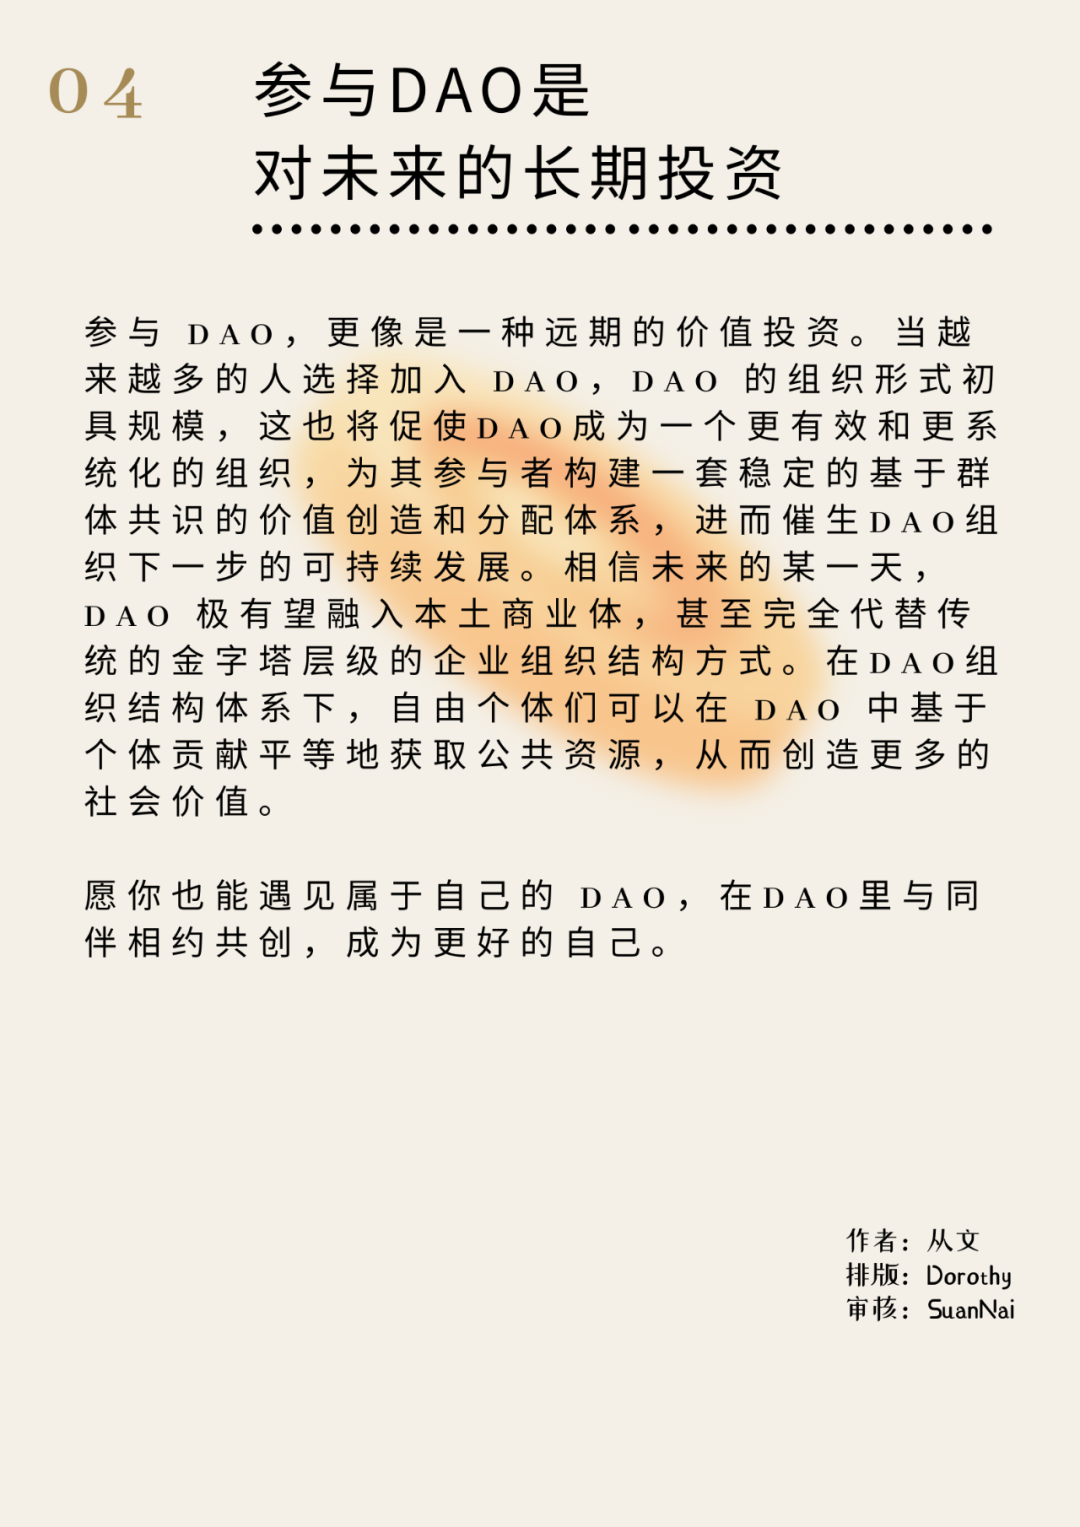 04
参与DAO是
对未来的长期投资
参与 DAO，更像是一种远期的价值投资。当越
来越多的人选择加入 DAO，DAO 的组织形式初
具规模，这也将促使DAO成为一个更有效和更系
统化的组织，为其参与者构建一套稳定的基于群
体共识的价值创造和分配体系，进而催生DAO组
织下一步的可持续发展。相信未来的某一天，
DAO 极有望融入本土商业体，甚至完全代替传
统的金字塔层级的企业组织结构方式。在DAO组
织结构体系下，自由个体们可以在 DAO 中基于
个体贡献平等地获取公共资源，从而创造更多的
社会价值。
愿你也能遇见属于自己的 DAO，在DAO里与同
伴相约共创，成为更好的自己。
作者：从文
排版：Dorothy
审核：SuanNai